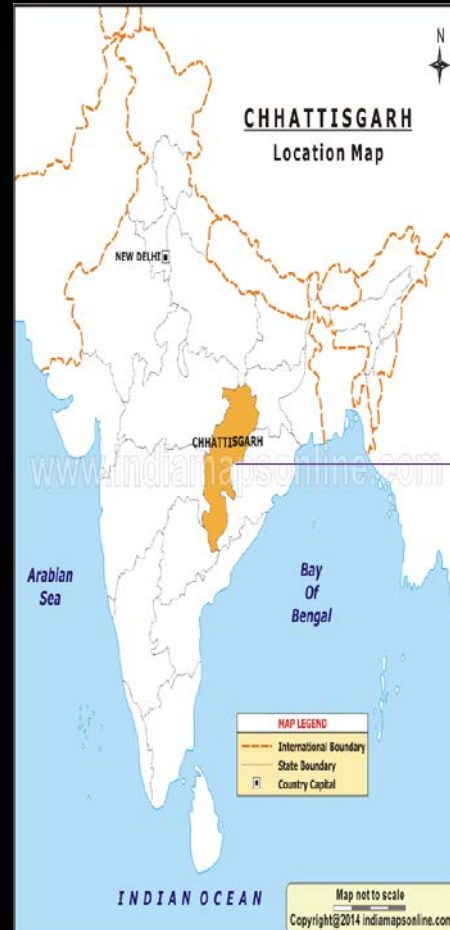 N
CHHATTISGARH
Location Map
NEW DELHI
CHHATTISGARH
www.indiamapsonline.com
Arabian
Sea
Bay
Of
Bengal
MAP LEGEND
International Boundary
State Boundary
Country Capital
INDIAN OCEAN
Map not to scale
Copyright@2014 indiamapsonline.com